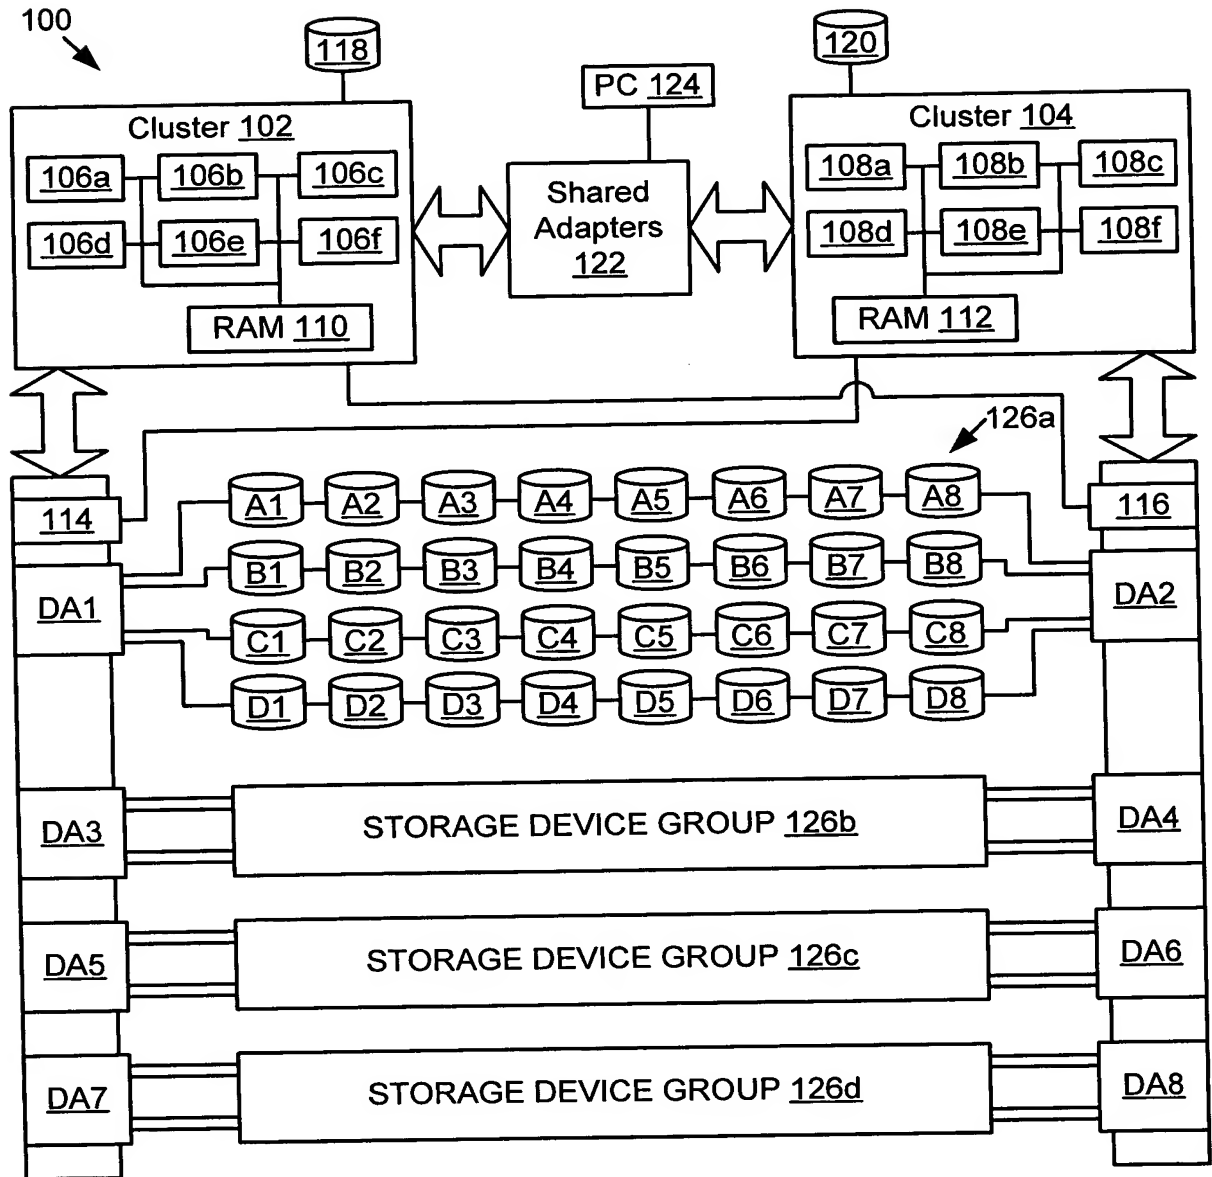 100
118
120
PC 124
Cluster 102
106a 106b 106c
106d 106e 106f
RAM 110
Shared
Adapters
122
Cluster 104
108a 108b 108c
108d 108e 108f
RAM 112
126a
114
116
A1 A2 A3 A4 A5 A6 A7 A8
B1 B2 B3 B4 B5 B6 B7 B8
DA1
DA2
C1 C2 C3 C4 C5 C6 C7 C8
D1 D2 D3 D4 D5 D6 D7 D8
DA3
STORAGE DEVICE GROUP 126b
DA4
DA5
STORAGE DEVICE GROUP 126c
DA6
DA7
STORAGE DEVICE GROUP 126d
DA8